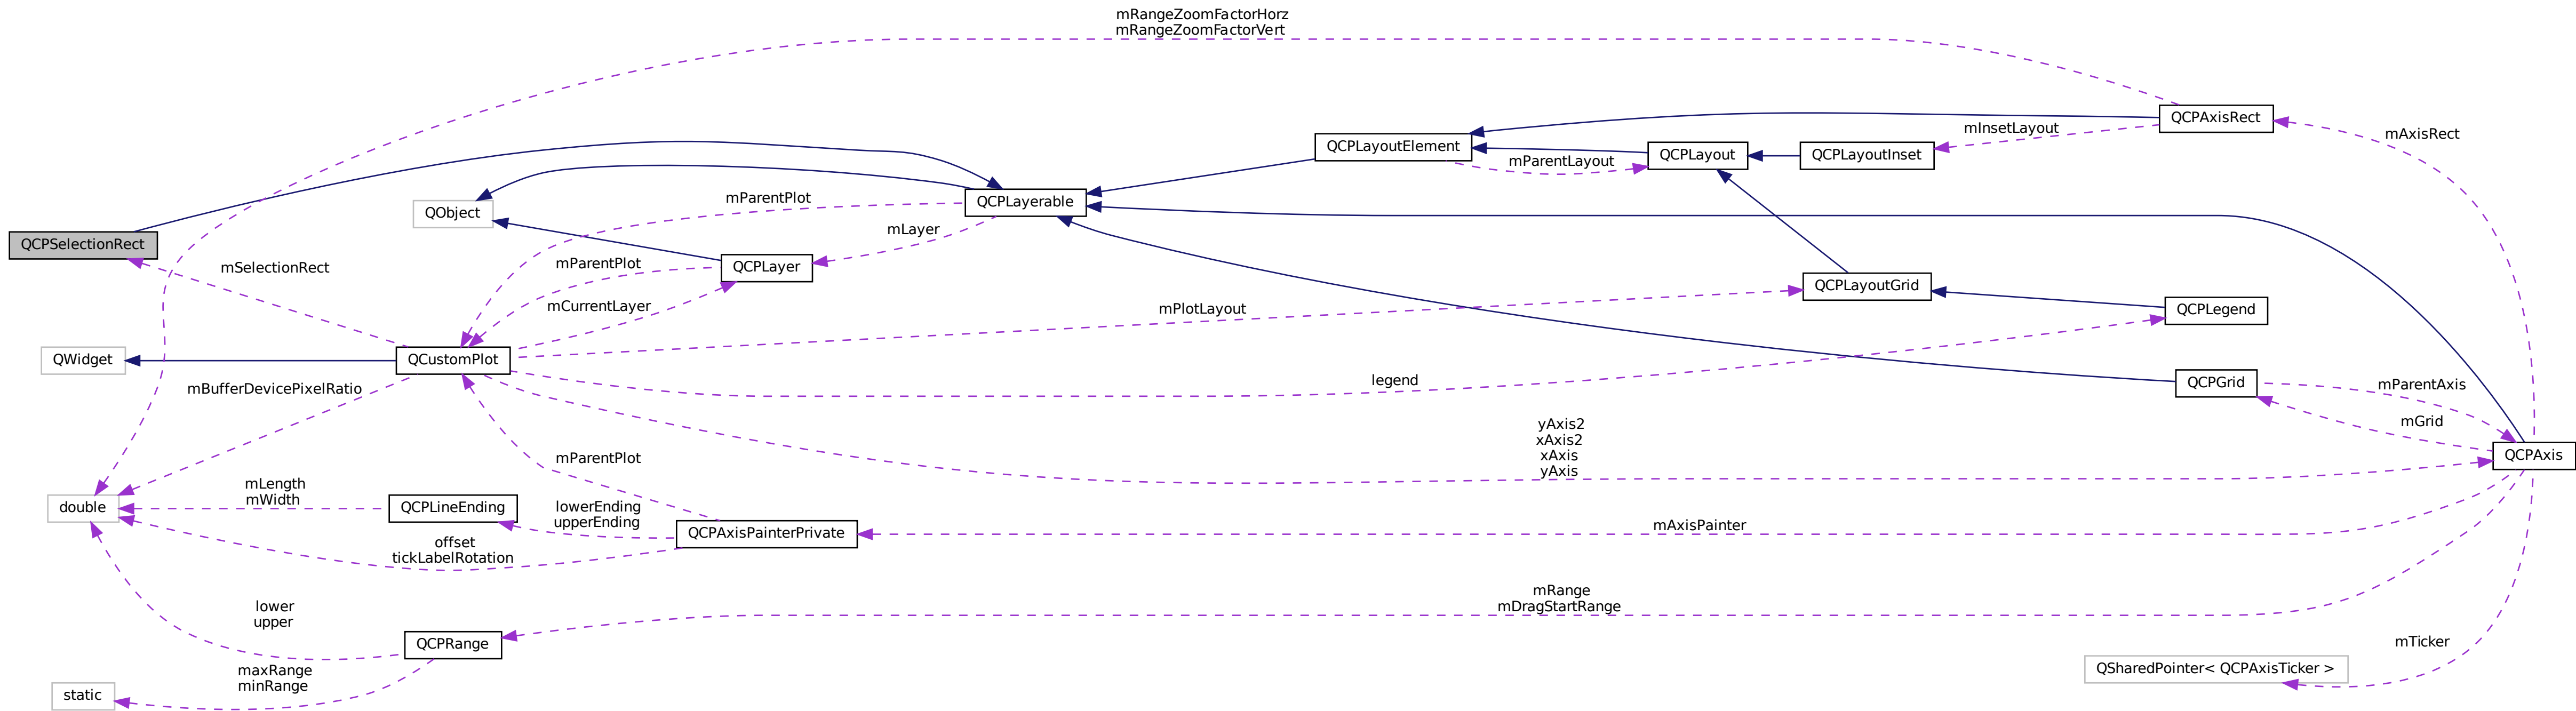 mRangeZoomFactorHorz
mRangeZoomFactorVert
QCPAxisRect
mInsetLayout
mAxisRect
QCPLayoutElement
QCPLayout
QCPLayoutInset
mParentLayout
QCPLayerable
mParentPlot
QObject
mLayer
QCPSelectionRect
mSelectionRect
mParentPlot
QCPLayer
mCurrentLayer
QCPLayoutGrid
mPlotLayout
QCPLegend
QWidget
QCustomPlot
mBufferDevicePixelRatio
legend
QCPGrid
mParentAxis
mGrid
yAxis2
xAxis2
xAxis
yAxis
QCPAxis
mParentPlot
mLength
mWidth
double
QCPLineEnding
lowerEnding
upperEnding
QCPAxisPainterPrivate
mAxisPainter
offset
tickLabelRotation
mRange
mDragStartRange
lower
upper
QCPRange
mTicker
QSharedPointer< QCPAxisTicker >
maxRange
minRange
static